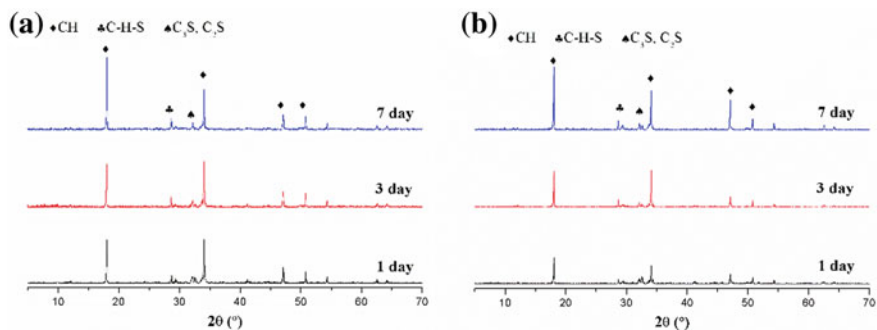 (a) ♦CH ♣C-H-S ♠C₃S, C₂S
7 day
3 day
1 day
10 20 30 40 50 60 70
2θ (°)
(b) ♦CH ♣C-H-S ♠C₃S, C₂S
7 day
3 day
1 day
10 20 30 40 50 60 70
2θ (°)